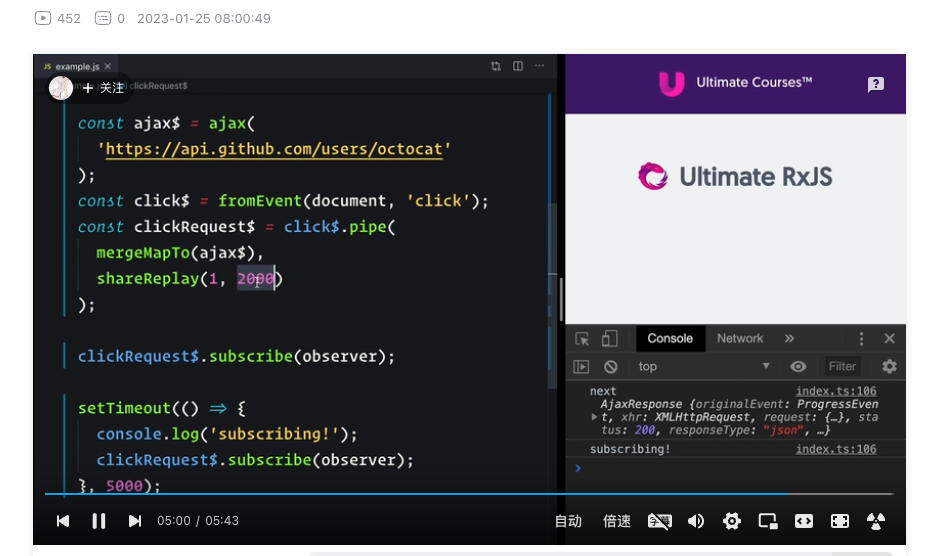 452 0 2023-01-25 08:00:49
JS example.js ×
+ 关注
clickRequest$
const ajax$ = ajax(
'https://api.github.com/users/octocat'
);
const click$ = fromEvent(document, 'click');
const clickRequest$ = click$.pipe(
mergeMapTo(ajax$),
shareReplay(1, 2000)
);
clickRequest$.subscribe(observer);
setTimeout(() => {
console.log('subscribing!');
clickRequest$.subscribe(observer);
}, 5000);
Ultimate Courses™
Ultimate RxJS
Console Network »
top Filter
next index.ts:106
AjaxResponse {originalEvent: ProgressEven
t, xhr: XMLHttpRequest, request: {…}, sta
tus: 200, responseType: "json", …}
subscribing! index.ts:106
05:00 / 05:43 自动 倍速 字幕